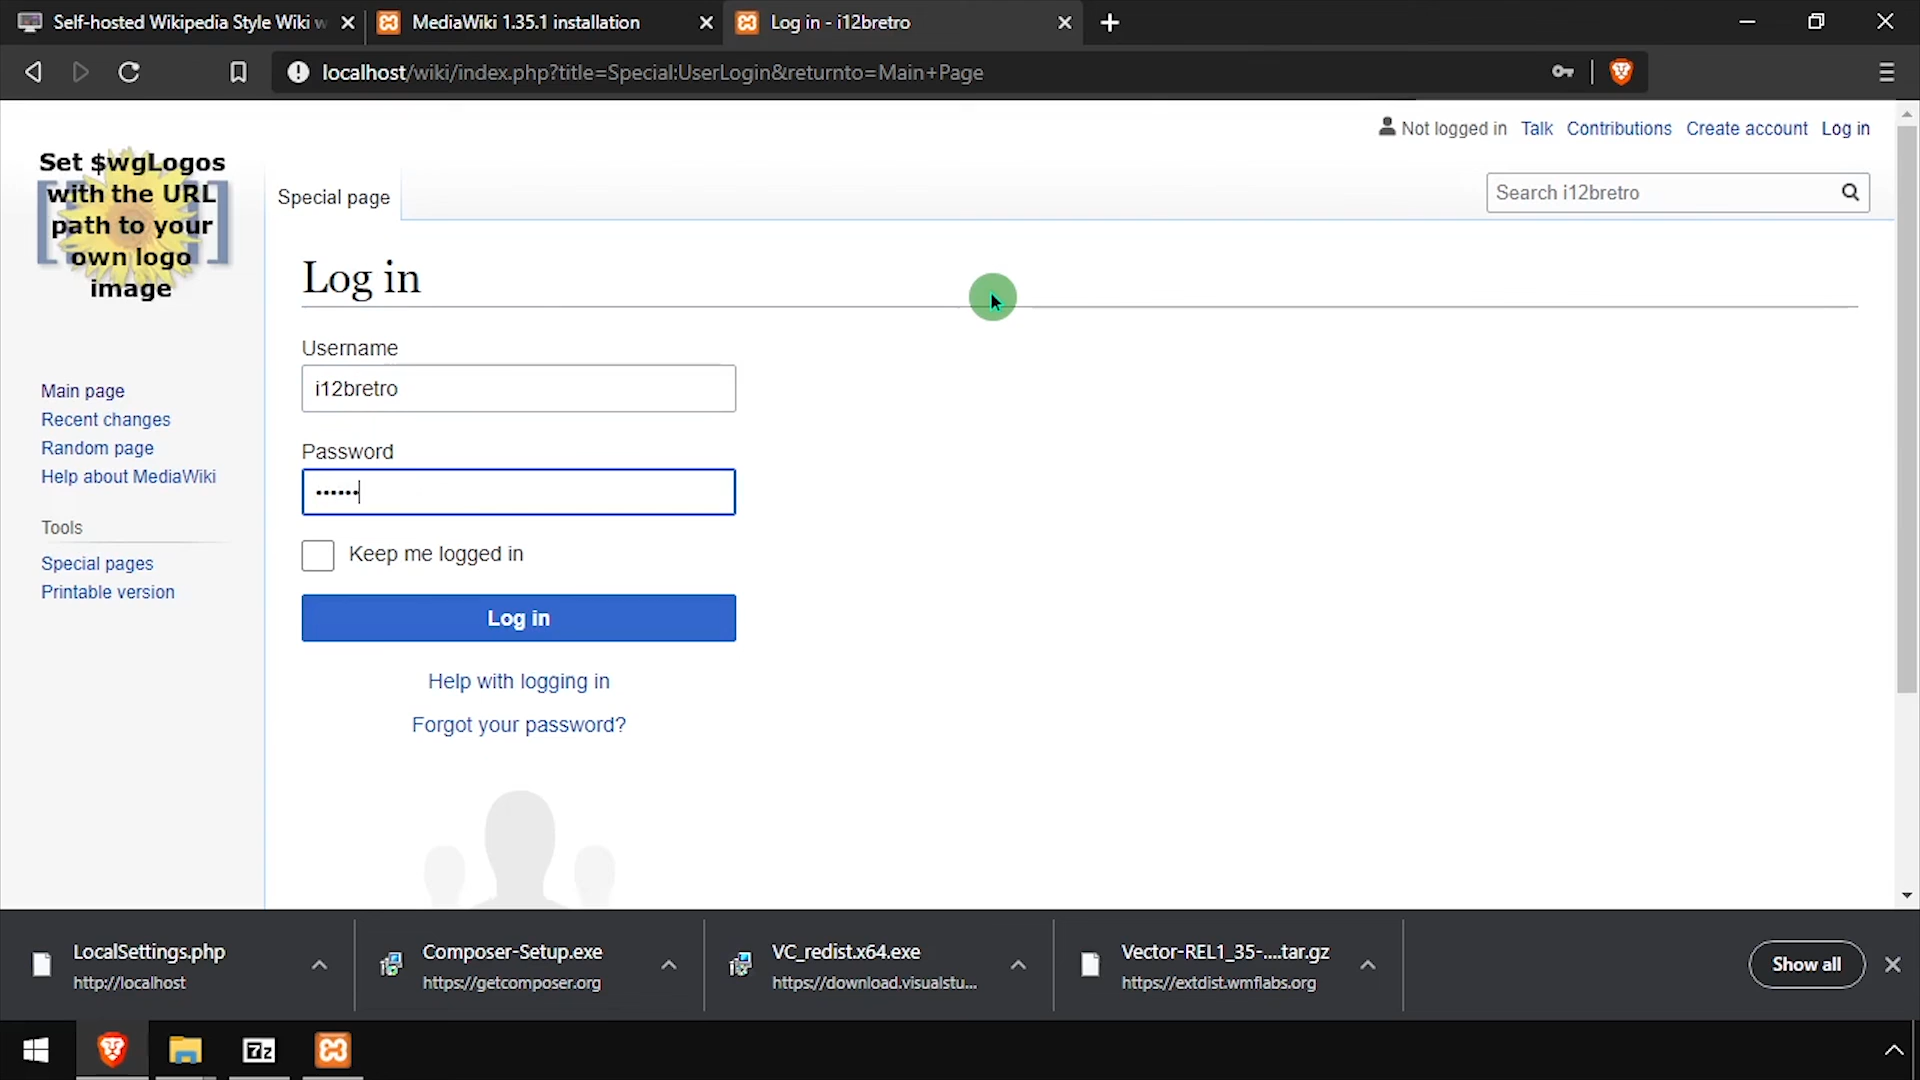 Self-hosted Wikipedia Style Wiki w
MediaWiki 1.35.1 installation
Log in - i12bretro
localhost/wiki/index.php?title=Special:UserLogin&returnto=Main+Page
Not logged in Talk Contributions Create account Log in
Set $wgLogos
with the URL
path to your
own logo
image
Special page
Search i12bretro
Log in
Username
i12bretro
Password
••••••
Keep me logged in
Log in
Help with logging in
Forgot your password?
Main page
Recent changes
Random page
Help about MediaWiki
Tools
Special pages
Printable version
LocalSettings.php
http://localhost
Composer-Setup.exe
https://getcomposer.org
VC_redist.x64.exe
https://download.visualstu...
Vector-REL1_35-....tar.gz
https://extdist.wmflabs.org
Show all
7z